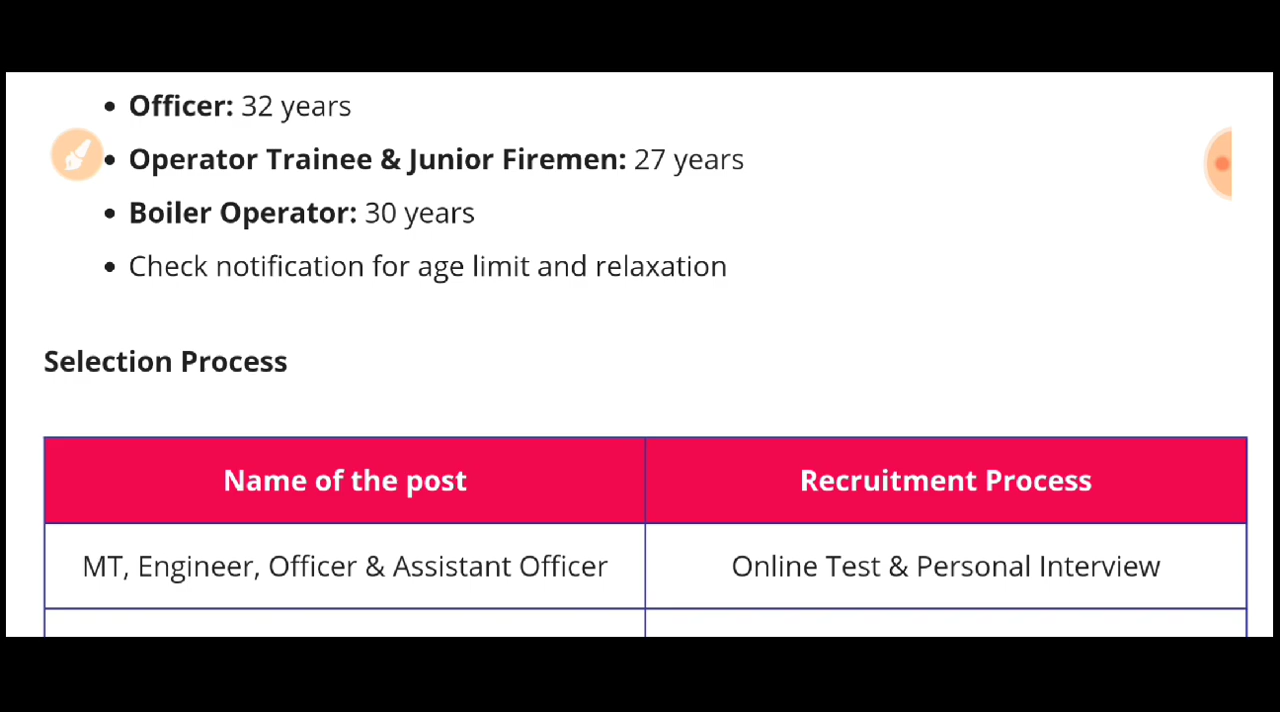 Officer: 32 years
Operator Trainee & Junior Firemen: 27 years
Boiler Operator: 30 years
Check notification for age limit and relaxation
Selection Process
Name of the post Recruitment Process
MT, Engineer, Officer & Assistant Officer Online Test & Personal Interview